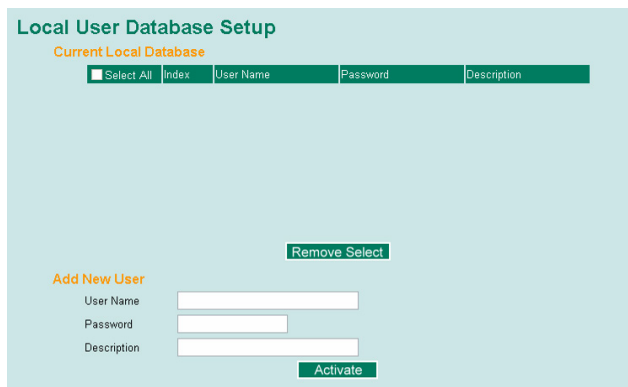 Local User Database Setup
Current Local Database
Select All Index User Name Password Description
Remove Select
Add New User
User Name
Password
Description
Activate